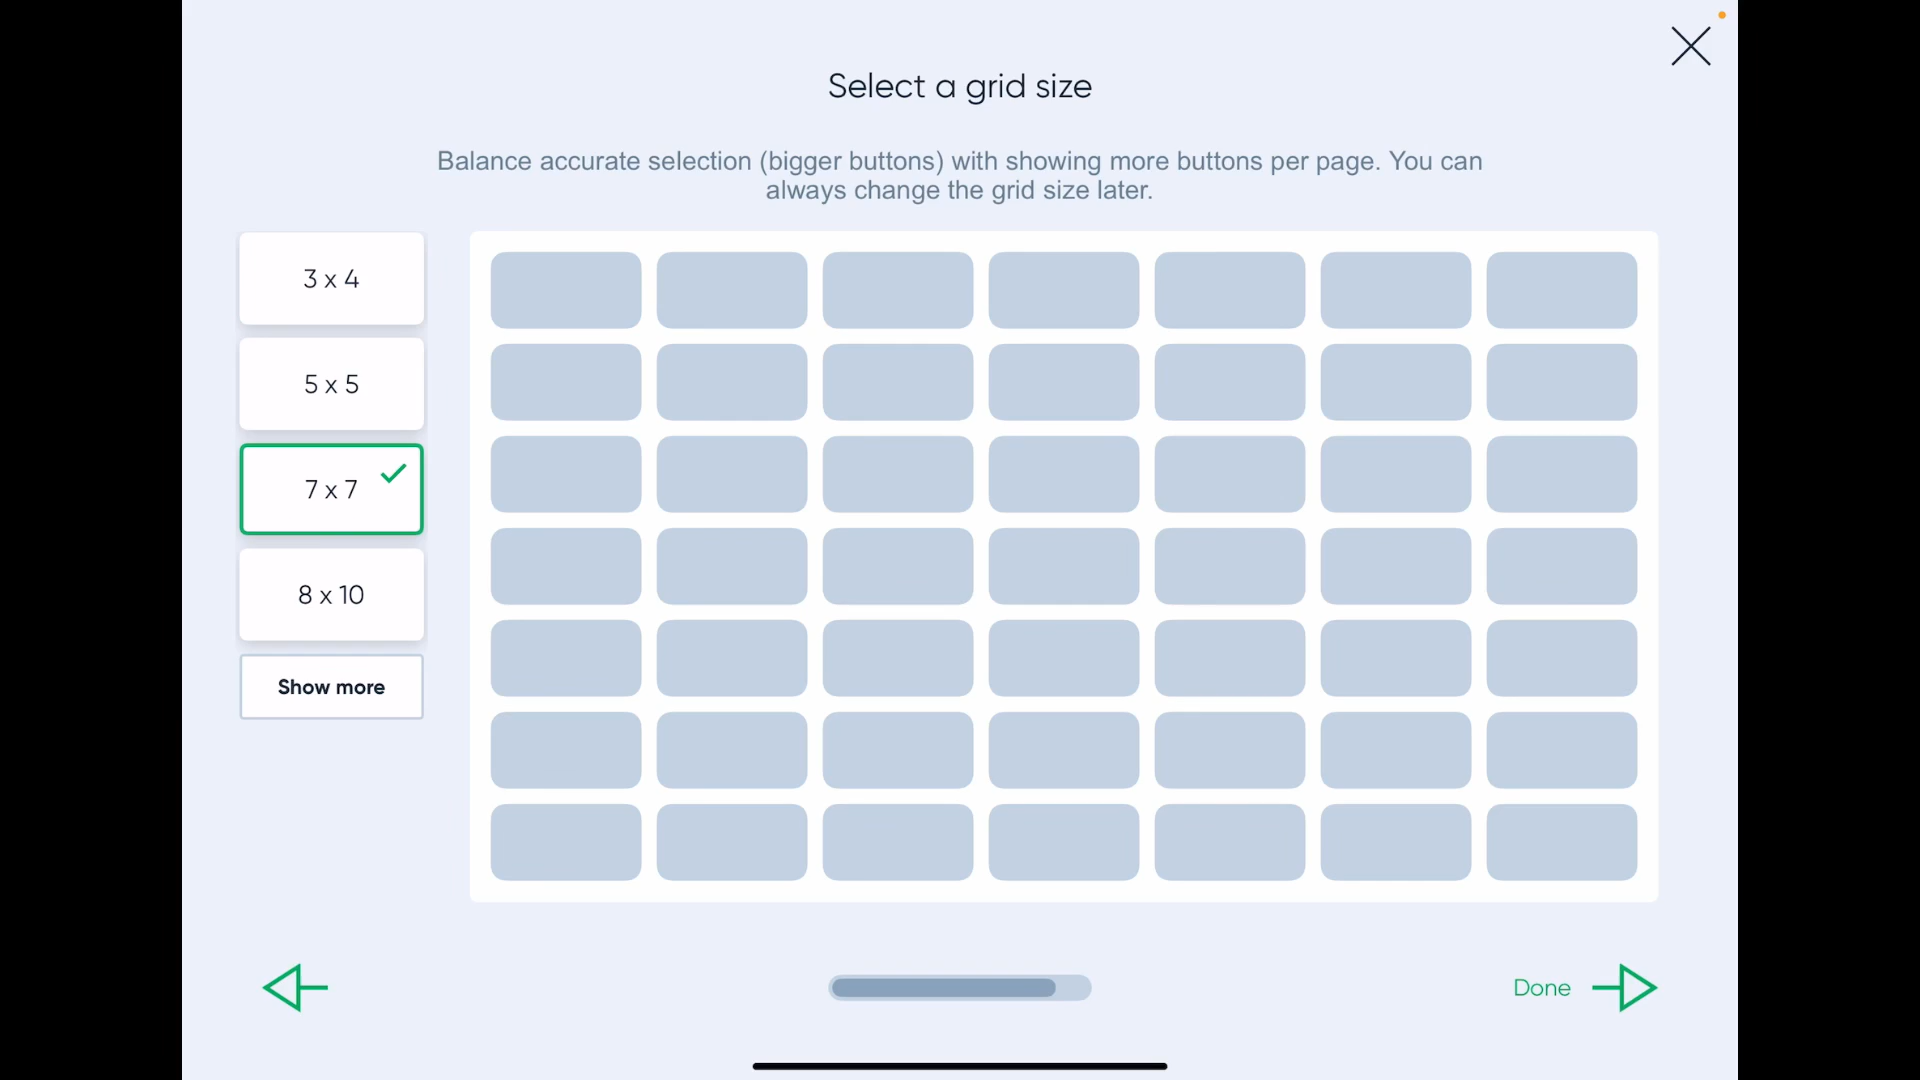 Select a grid size
Balance accurate selection (bigger buttons) with showing more buttons per page. You can
always change the grid size later.
3 x 4
5 x 5
7 x 7
8 x 10
Show more
Done